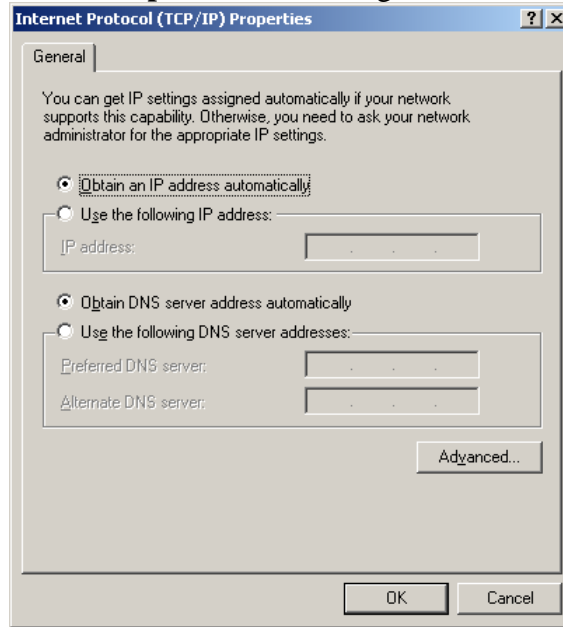 Internet Protocol (TCP/IP) Properties
General
You can get IP settings assigned automatically if your network
supports this capability. Otherwise, you need to ask your network
administrator for the appropriate IP settings.
Obtain an IP address automatically
Use the following IP address:
IP address:
Obtain DNS server address automatically
Use the following DNS server addresses:
Preferred DNS server:
Alternate DNS server:
Advanced...
OK Cancel